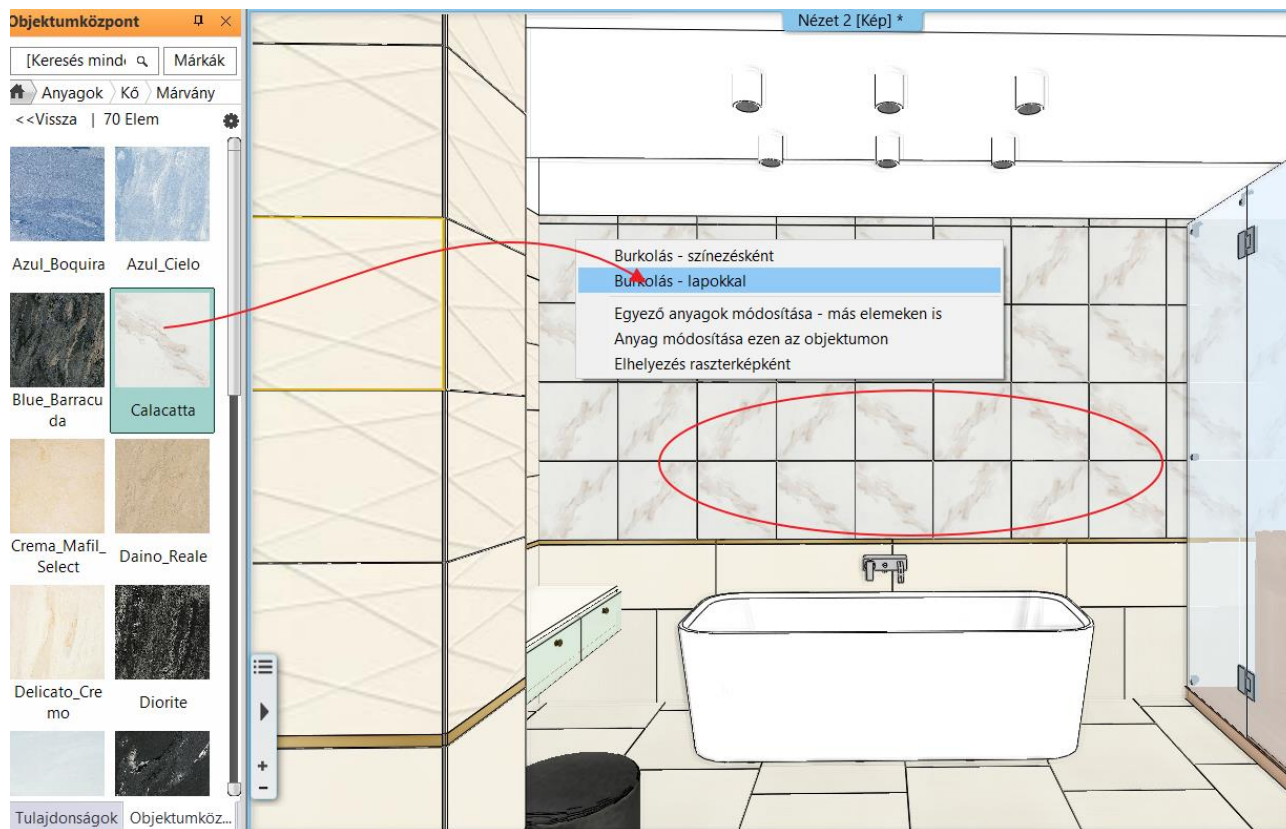 Objektumközpont
[Keresés mind
Márkák
Anyagok
Kő
Márvány
<<Vissza | 70 Elem
Azul_Boquira
Azul_Cielo
Blue_Barracu
da
Calacatta
Crema_Mafil_
Select
Daino_Reale
Delicato_Cre
mo
Diorite
Tulajdonságok
Objektumköz...
Nézet 2 [Kép] *
Burkolás - színezésként
Burkolás - lapokkal
Egyező anyagok módosítása - más elemeken is
Anyag módosítása ezen az objektumon
Elhelyezés raszterképként